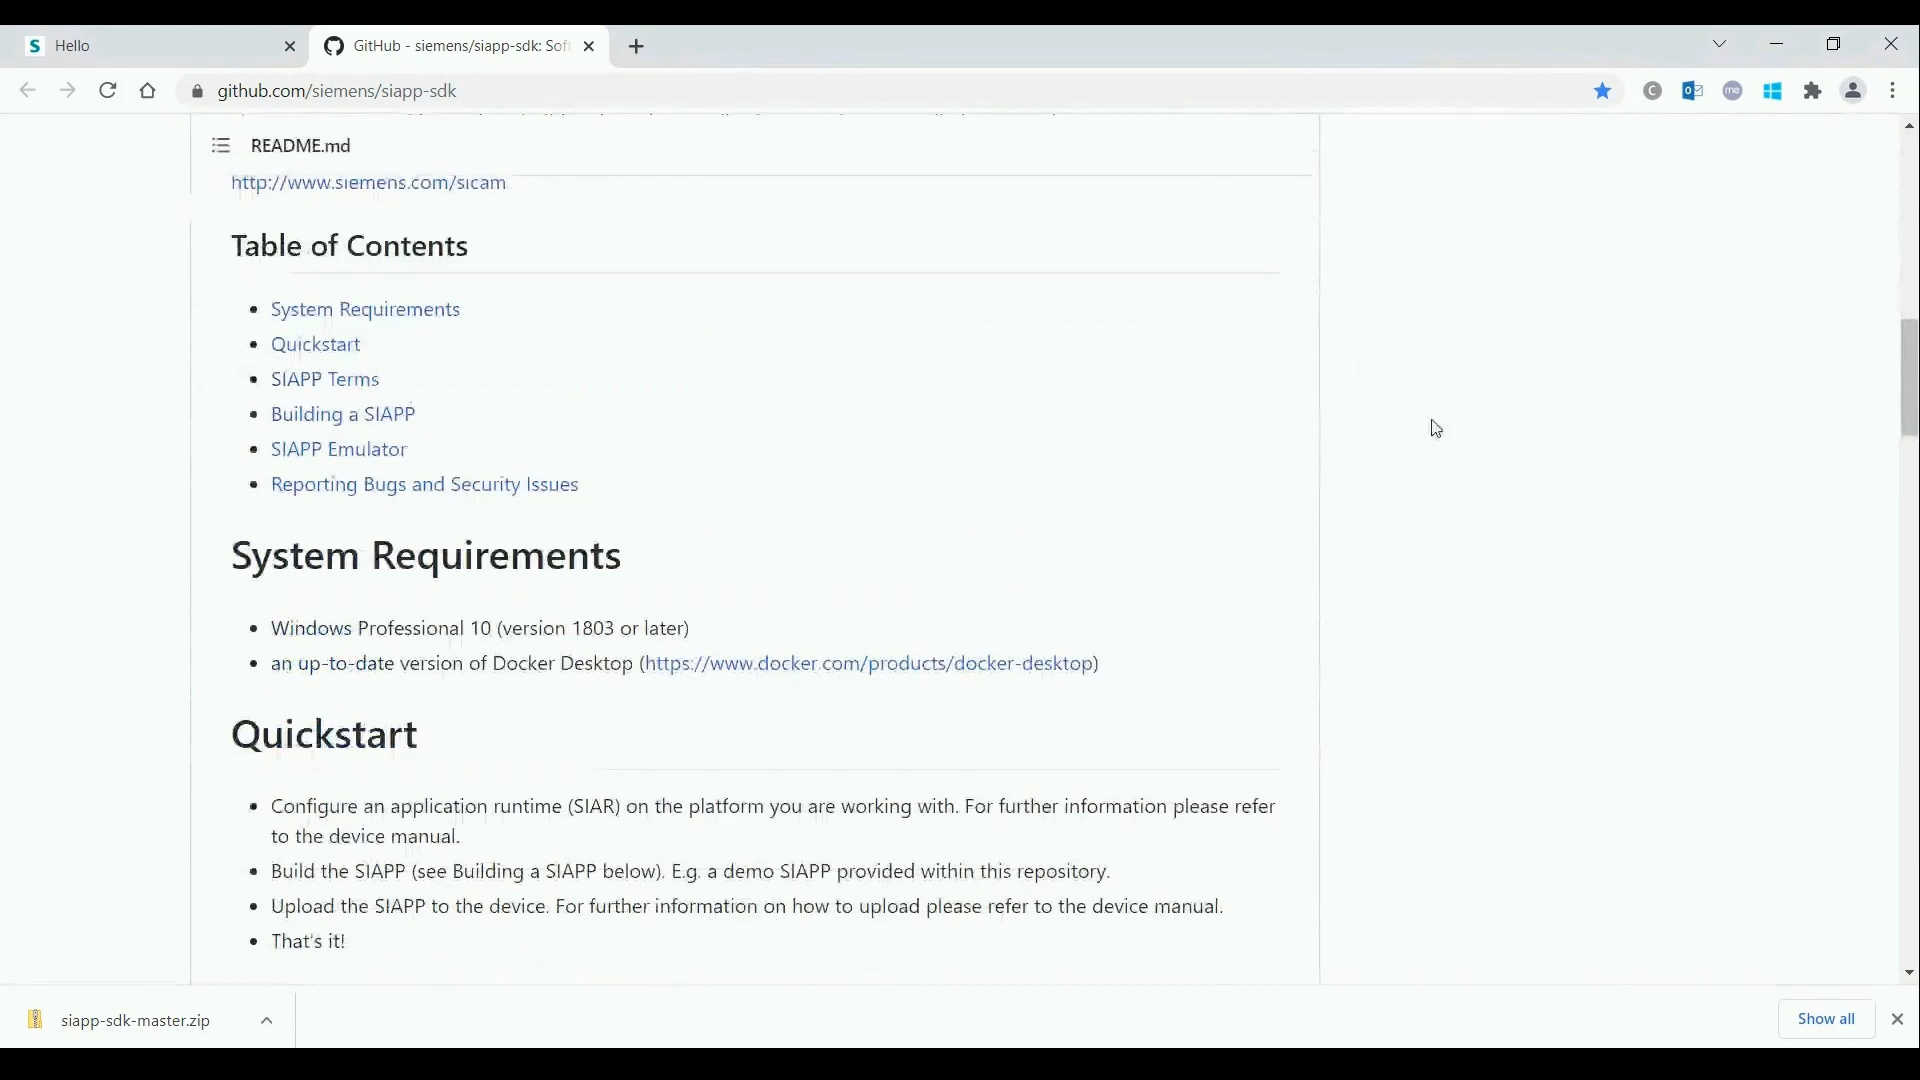 S Hello
GitHub - siemens/siapp-sdk: Soft
github.com/siemens/siapp-sdk
README.md
http://www.siemens.com/sicam
Table of Contents
System Requirements
Quickstart
SIAPP Terms
Building a SIAPP
SIAPP Emulator
Reporting Bugs and Security Issues
System Requirements
Windows Professional 10 (version 1803 or later)
an up-to-date version of Docker Desktop (https://www.docker.com/products/docker-desktop)
Quickstart
Configure an application runtime (SIAR) on the platform you are working with. For further information please refer
to the device manual.
Build the SIAPP (see Building a SIAPP below). E.g. a demo SIAPP provided within this repository.
Upload the SIAPP to the device. For further information on how to upload please refer to the device manual.
That's it!
siapp-sdk-master.zip
Show all